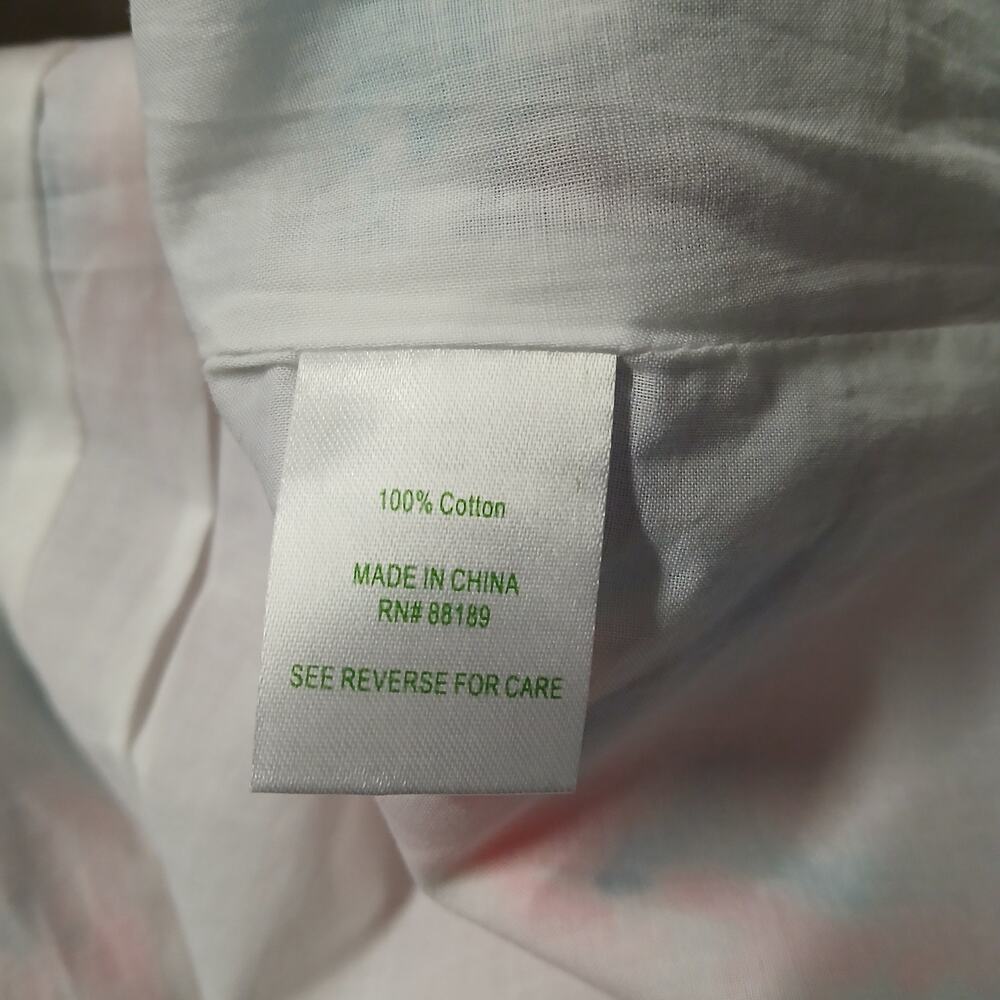 100% Cotton
MADE IN CHINA
RN# 88189
SEE REVERSE FOR CARE